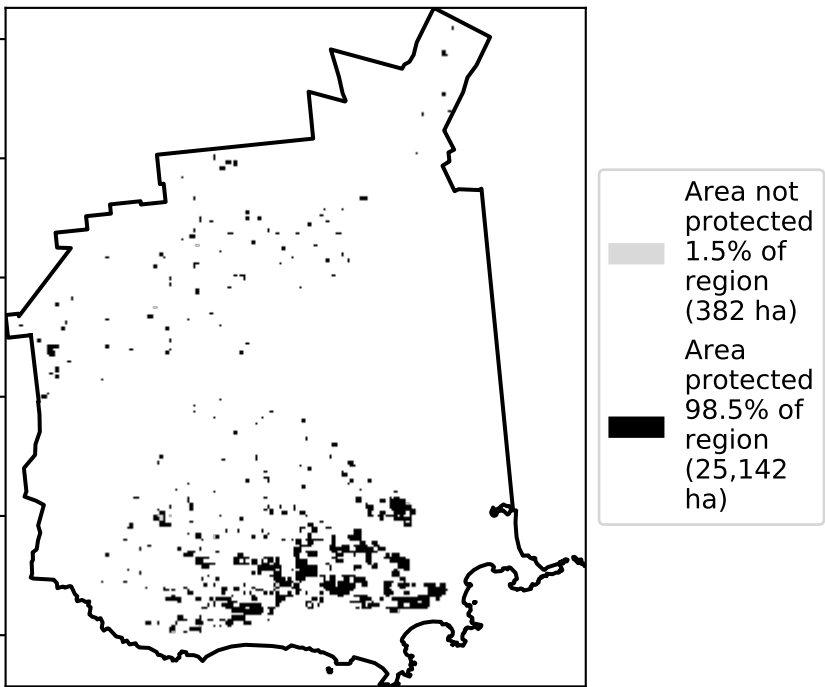 Area not
protected
1.5% of
region
(382 ha)
Area
protected
98.5% of
region
(25,142
ha)